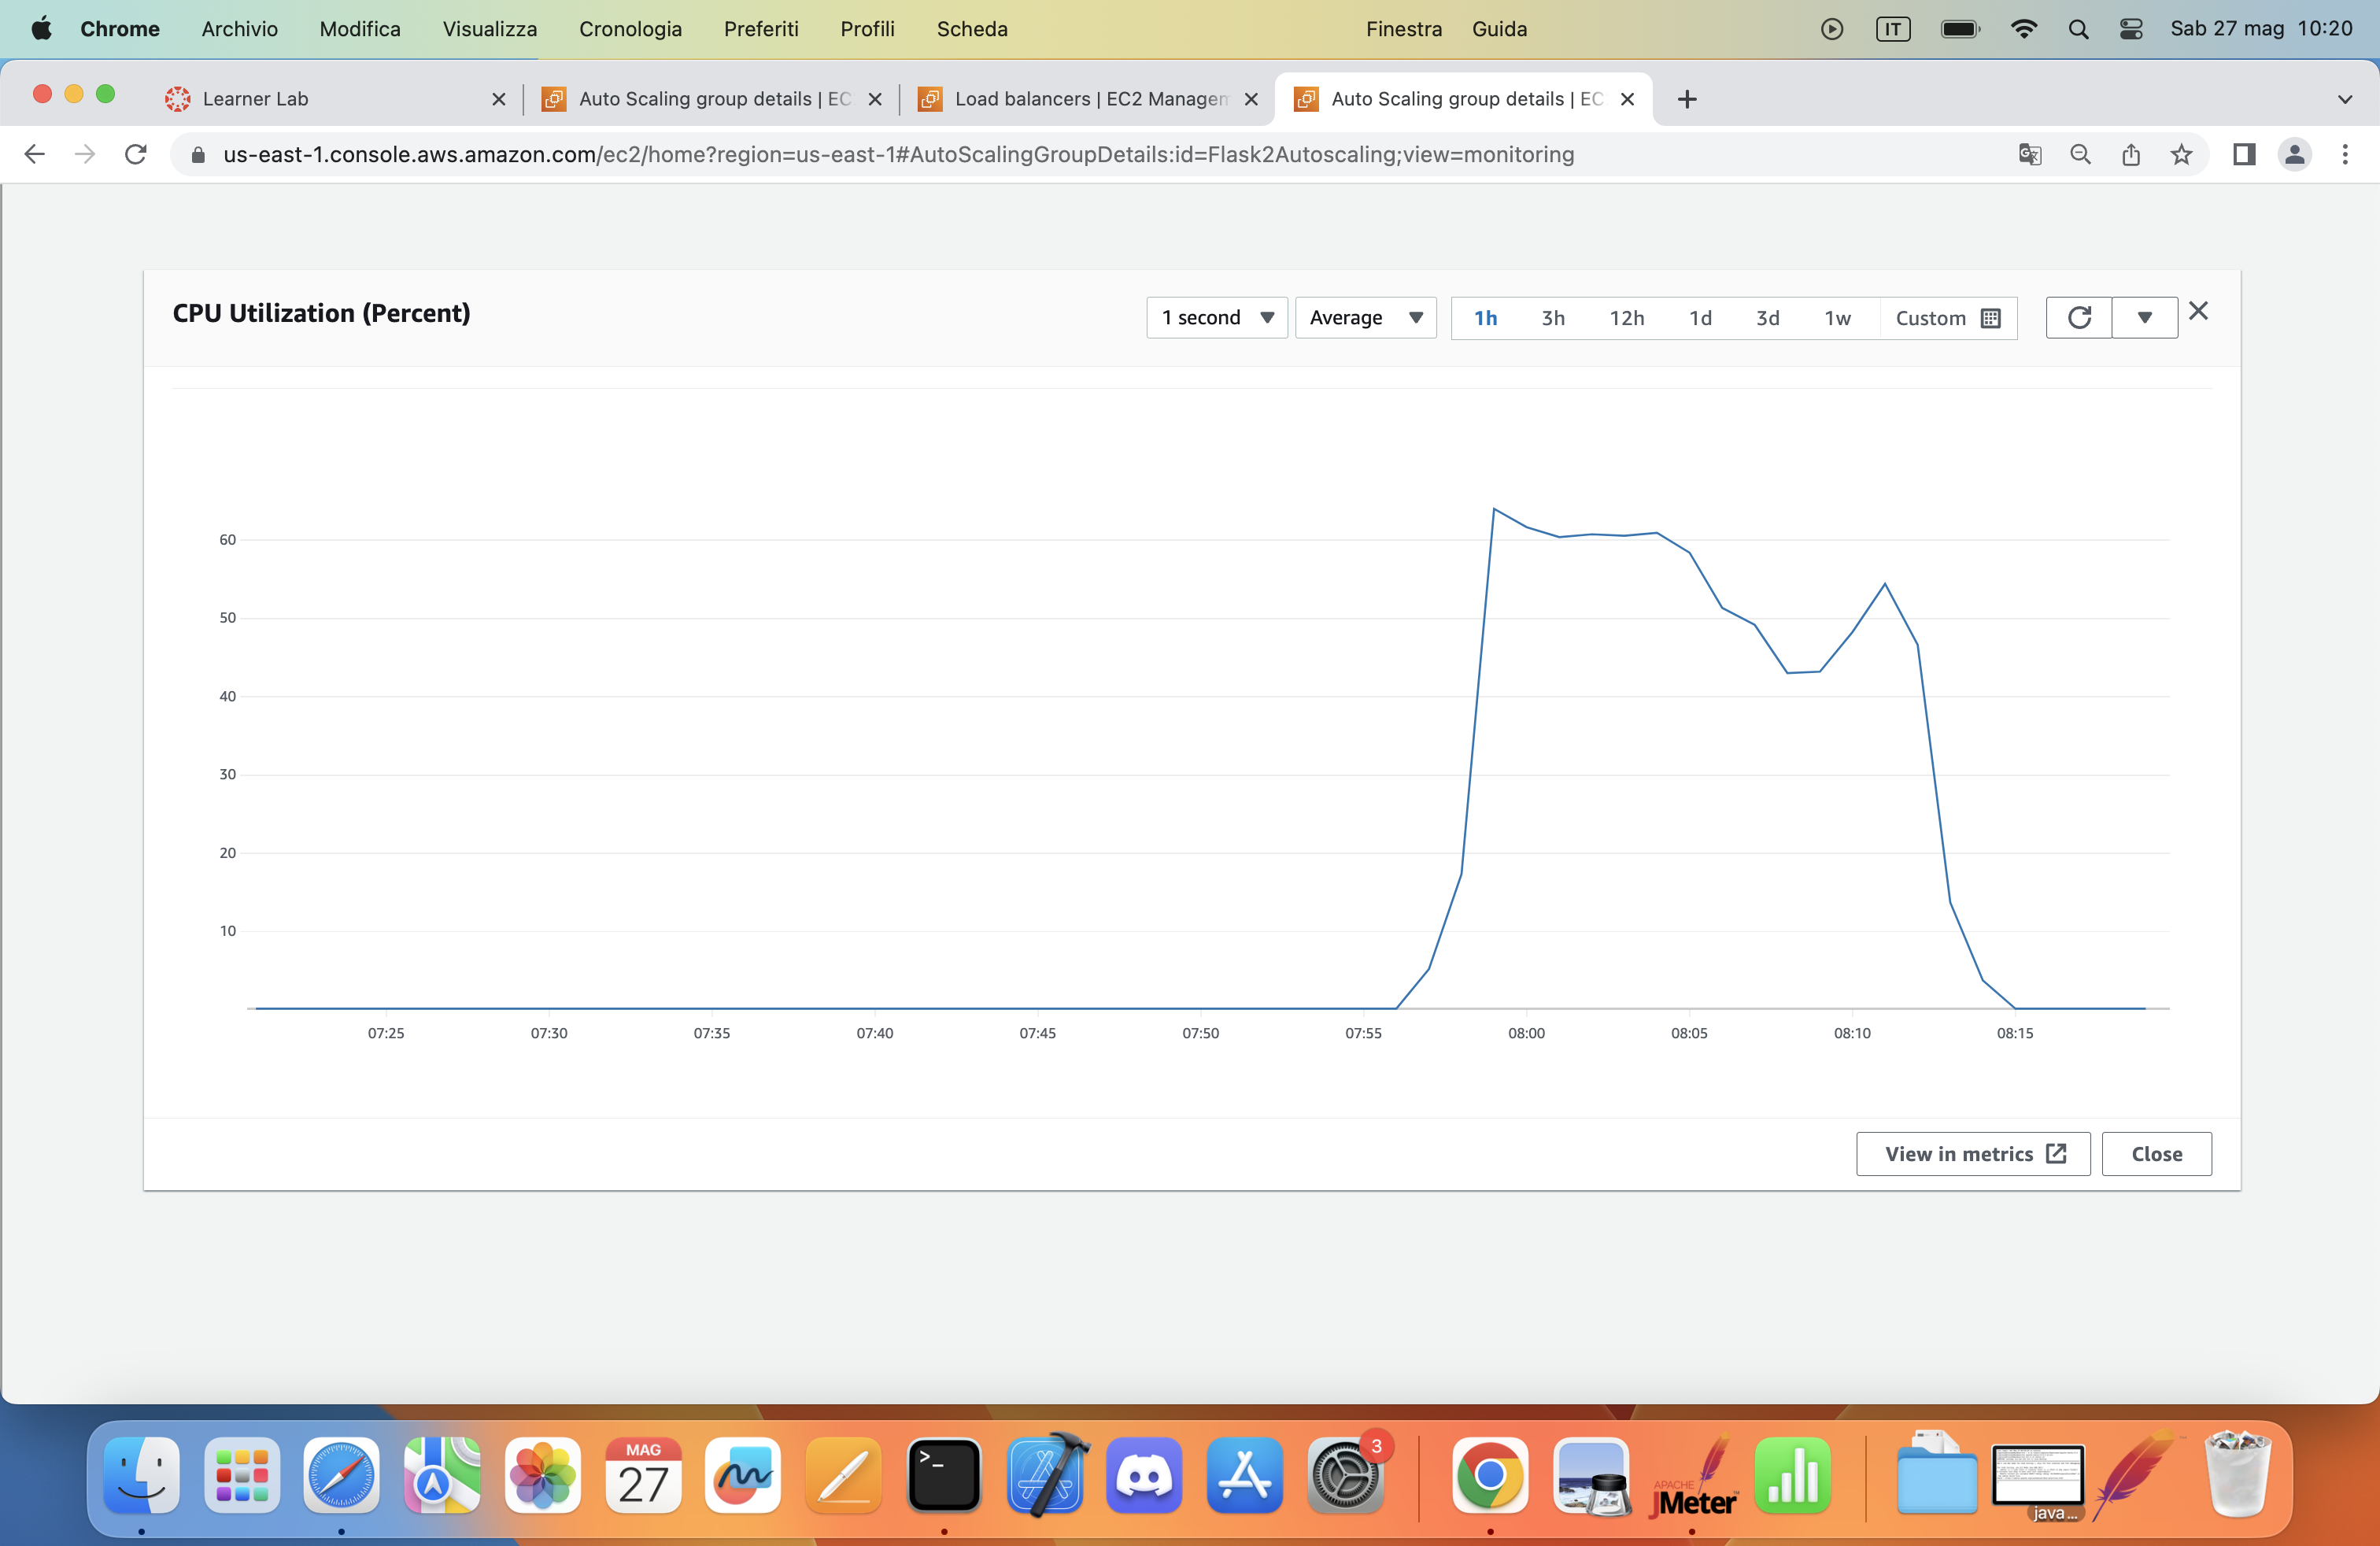 Chrome Archivio Modifica Visualizza Cronologia Preferiti Profili Scheda Finestra Guida IT Sab 27 mag 10:20
Learner Lab
Auto Scaling group details | EC
Load balancers | EC2 Managem
Auto Scaling group details | EC
us-east-1.console.aws.amazon.com/ec2/home?region=us-east-1#AutoScalingGroupDetails:id=Flask2Autoscaling;view=monitoring
CPU Utilization (Percent)
1 second
Average
1h 3h 12h 1d 3d 1w Custom
60
50
40
30
20
10
07:25 07:30 07:35 07:40 07:45 07:50 07:55 08:00 08:05 08:10 08:15
View in metrics
Close
MAG
27
>_
3
APACHE
JMeter
java...